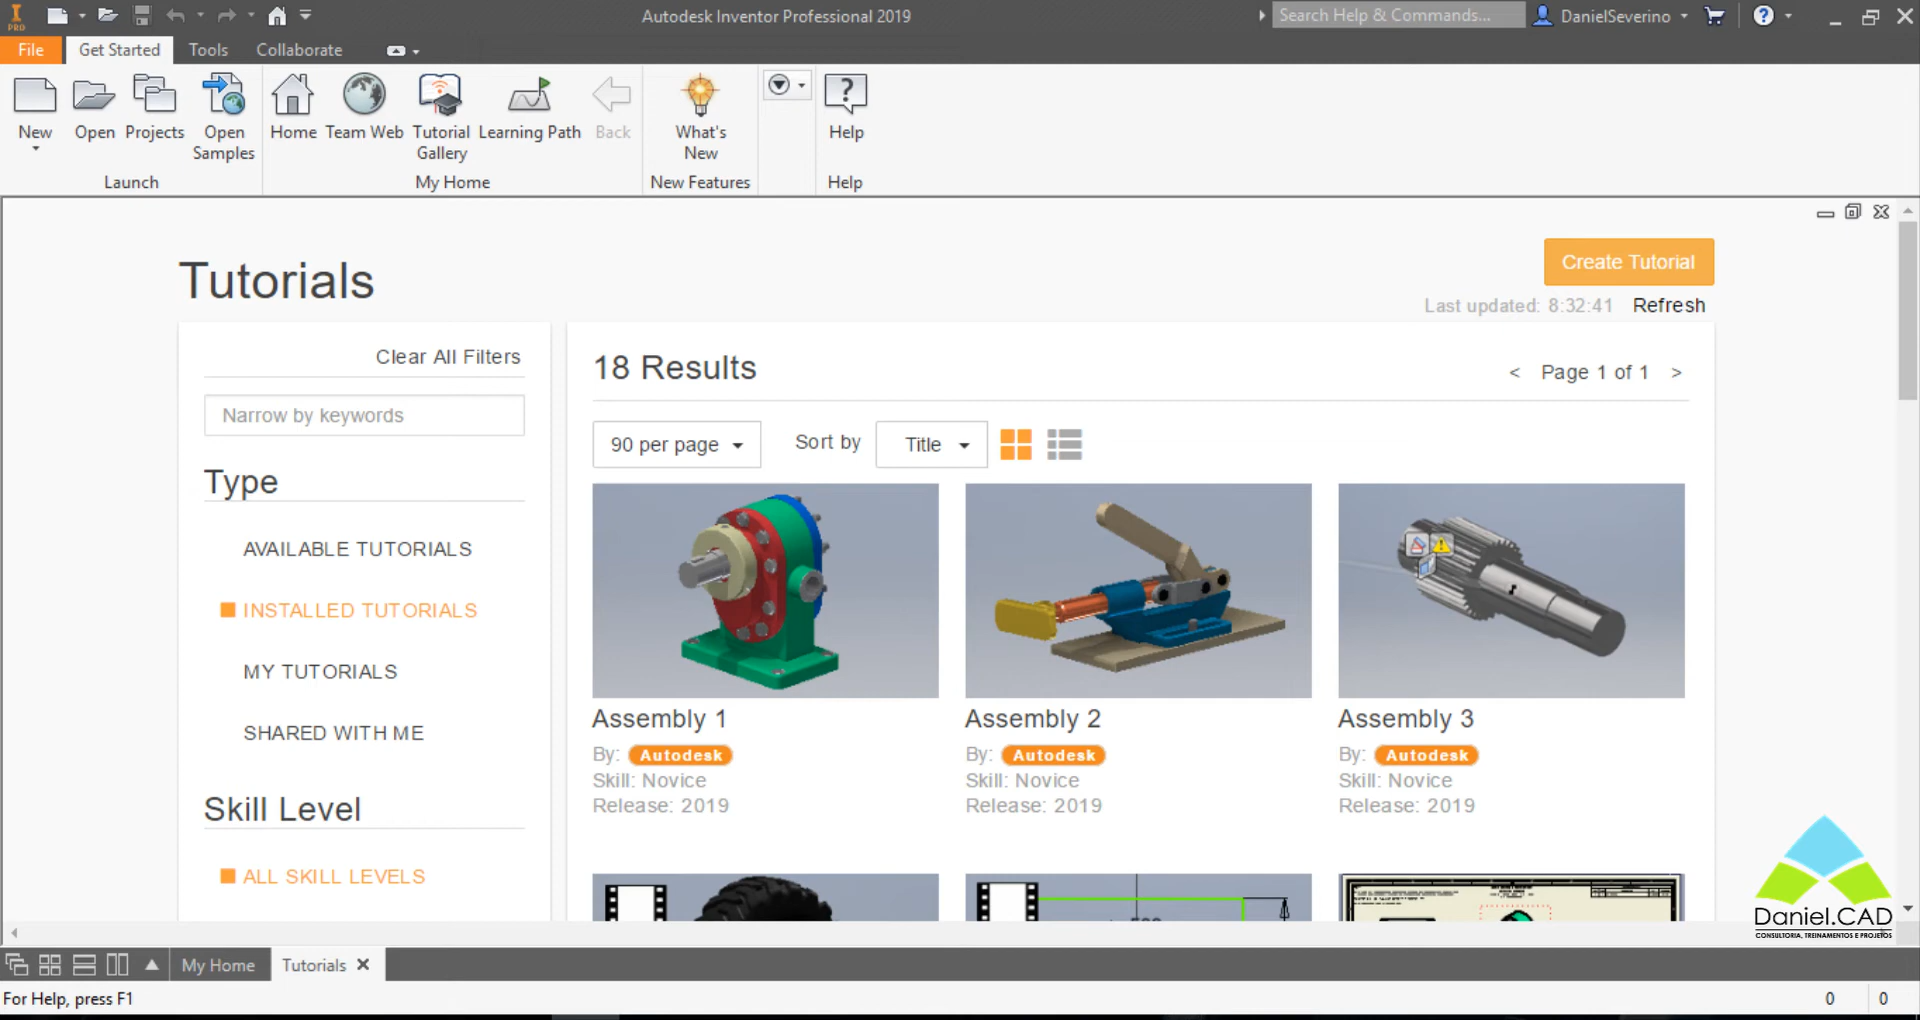 PRO
Autodesk Inventor Professional 2019
Search Help & Commands...
DanielSeverino
File
Get Started
Tools
Collaborate
New
Open
Projects
Open
Samples
Home
Team Web
Tutorial
Gallery
Learning Path
Back
What's
New
Help
Launch
My Home
New Features
Help
Tutorials
Create Tutorial
Last updated: 8:32:41
Refresh
Clear All Filters
Narrow by keywords
Type
AVAILABLE TUTORIALS
INSTALLED TUTORIALS
MY TUTORIALS
SHARED WITH ME
Skill Level
ALL SKILL LEVELS
18 Results
< Page 1 of 1 >
90 per page
Sort by
Title
Assembly 1
By: Autodesk
Skill: Novice
Release: 2019
Assembly 2
By: Autodesk
Skill: Novice
Release: 2019
Assembly 3
By: Autodesk
Skill: Novice
Release: 2019
Daniel.CAD
CONSULTORIA, TREINAMENTOS E PROJETOS
My Home
Tutorials
For Help, press F1
0
0